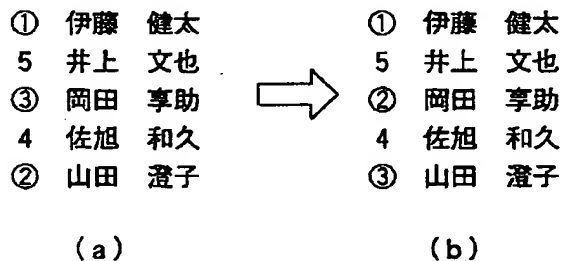 ① 伊藤 健太 ① 伊藤 健太
5 井上 文也 5 井上 文也
③ 岡田 享助 ② 岡田 享助
4 佐旭 和久 4 佐旭 和久
② 山田 澄子 ③ 山田 澄子
(a) (b)